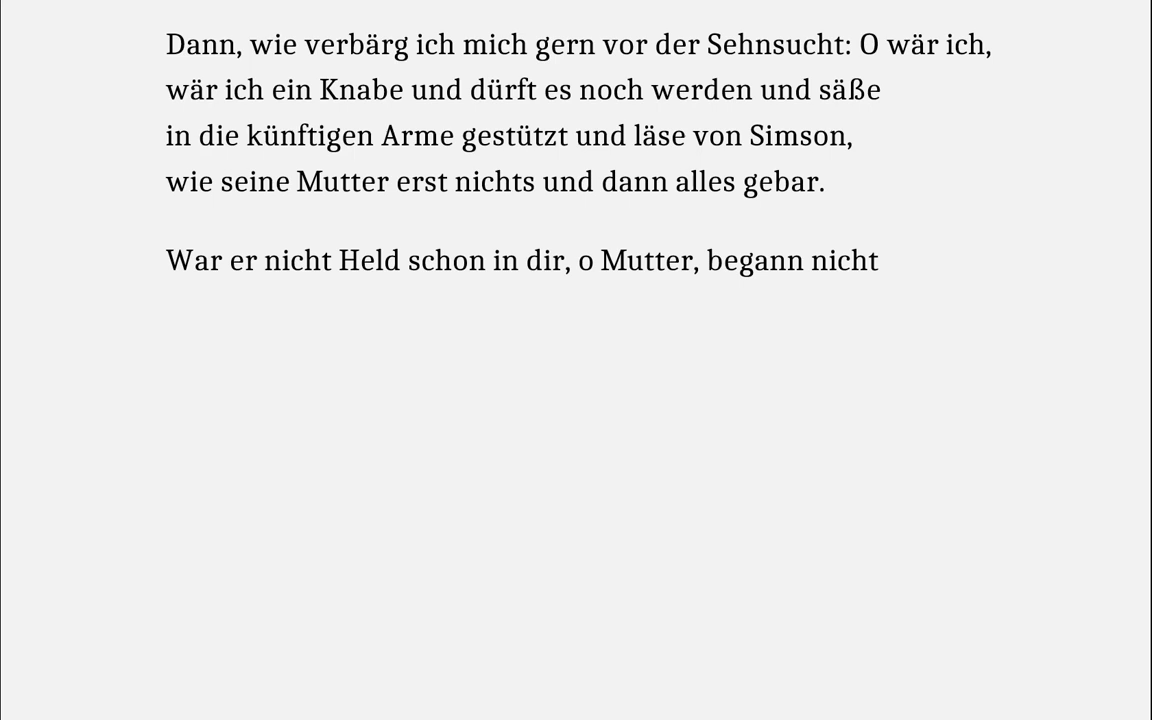 Dann, wie verbärg ich mich gern vor der Sehnsucht: O wär ich,
wär ich ein Knabe und dürft es noch werden und säße
in die künftigen Arme gestützt und läse von Simson,
wie seine Mutter erst nichts und dann alles gebar.
War er nicht Held schon in dir, o Mutter, begann nicht